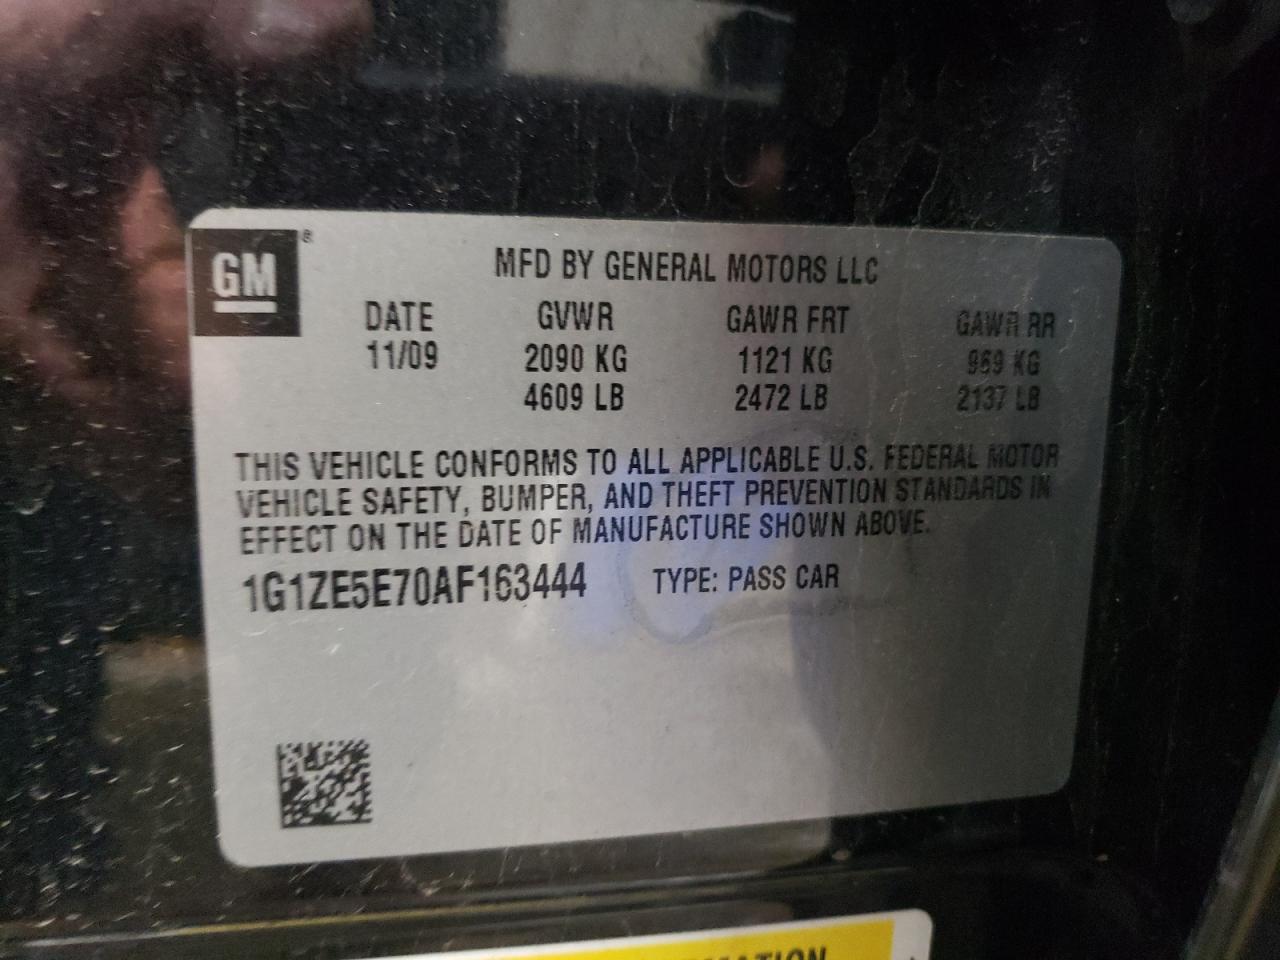 GM®
MFD BY GENERAL MOTORS LLC
DATE GVWR GAWR FRT GAWR RR
11/09 2090 KG 1121 KG 969 KG
4609 LB 2472 LB 2137 LB
THIS VEHICLE CONFORMS TO ALL APPLICABLE U.S. FEDERAL MOTOR
VEHICLE SAFETY, BUMPER, AND THEFT PREVENTION STANDARDS IN
EFFECT ON THE DATE OF MANUFACTURE SHOWN ABOVE.
1G1ZE5E70AF163444 TYPE: PASS CAR